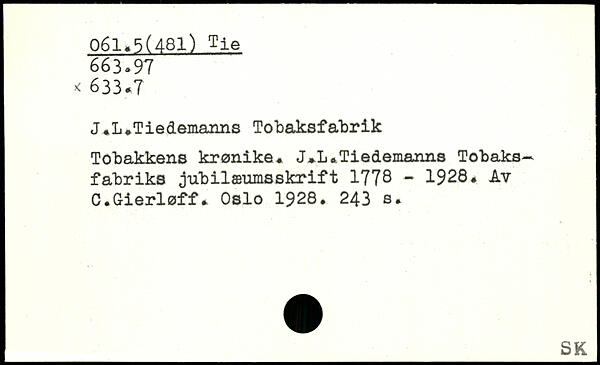 061.5(481) Tie
663.97
x 633.7
J.L.Tiedemanns Tobaksfabrik
Tobakkens krønike. J.L.Tiedemanns Tobaks-
fabriks jubilæumsskrift 1778 - 1928. Av
C.Gierløff. Oslo 1928. 243 s.
SK